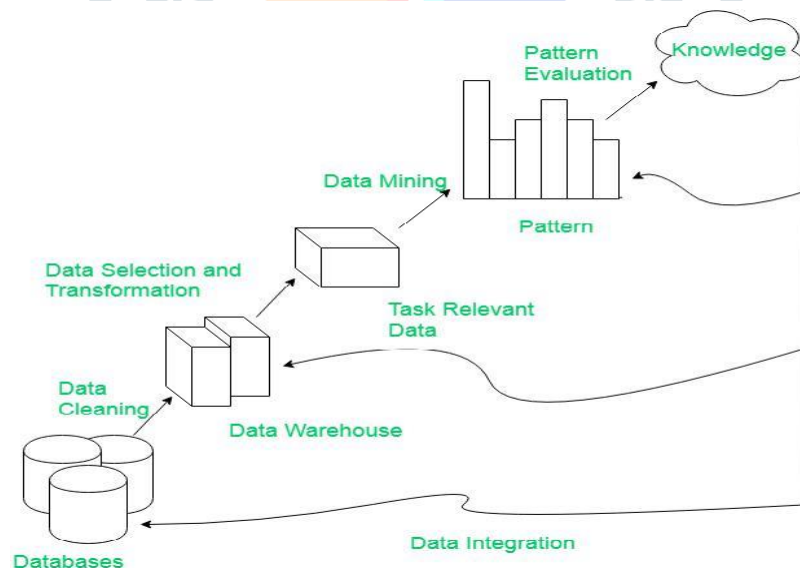 Knowledge
Pattern
Evaluation
Data Mining
Pattern
Data Selection and
Transformation
Task Relevant
Data
Data
Cleaning
Data Warehouse
Data Integration
Databases